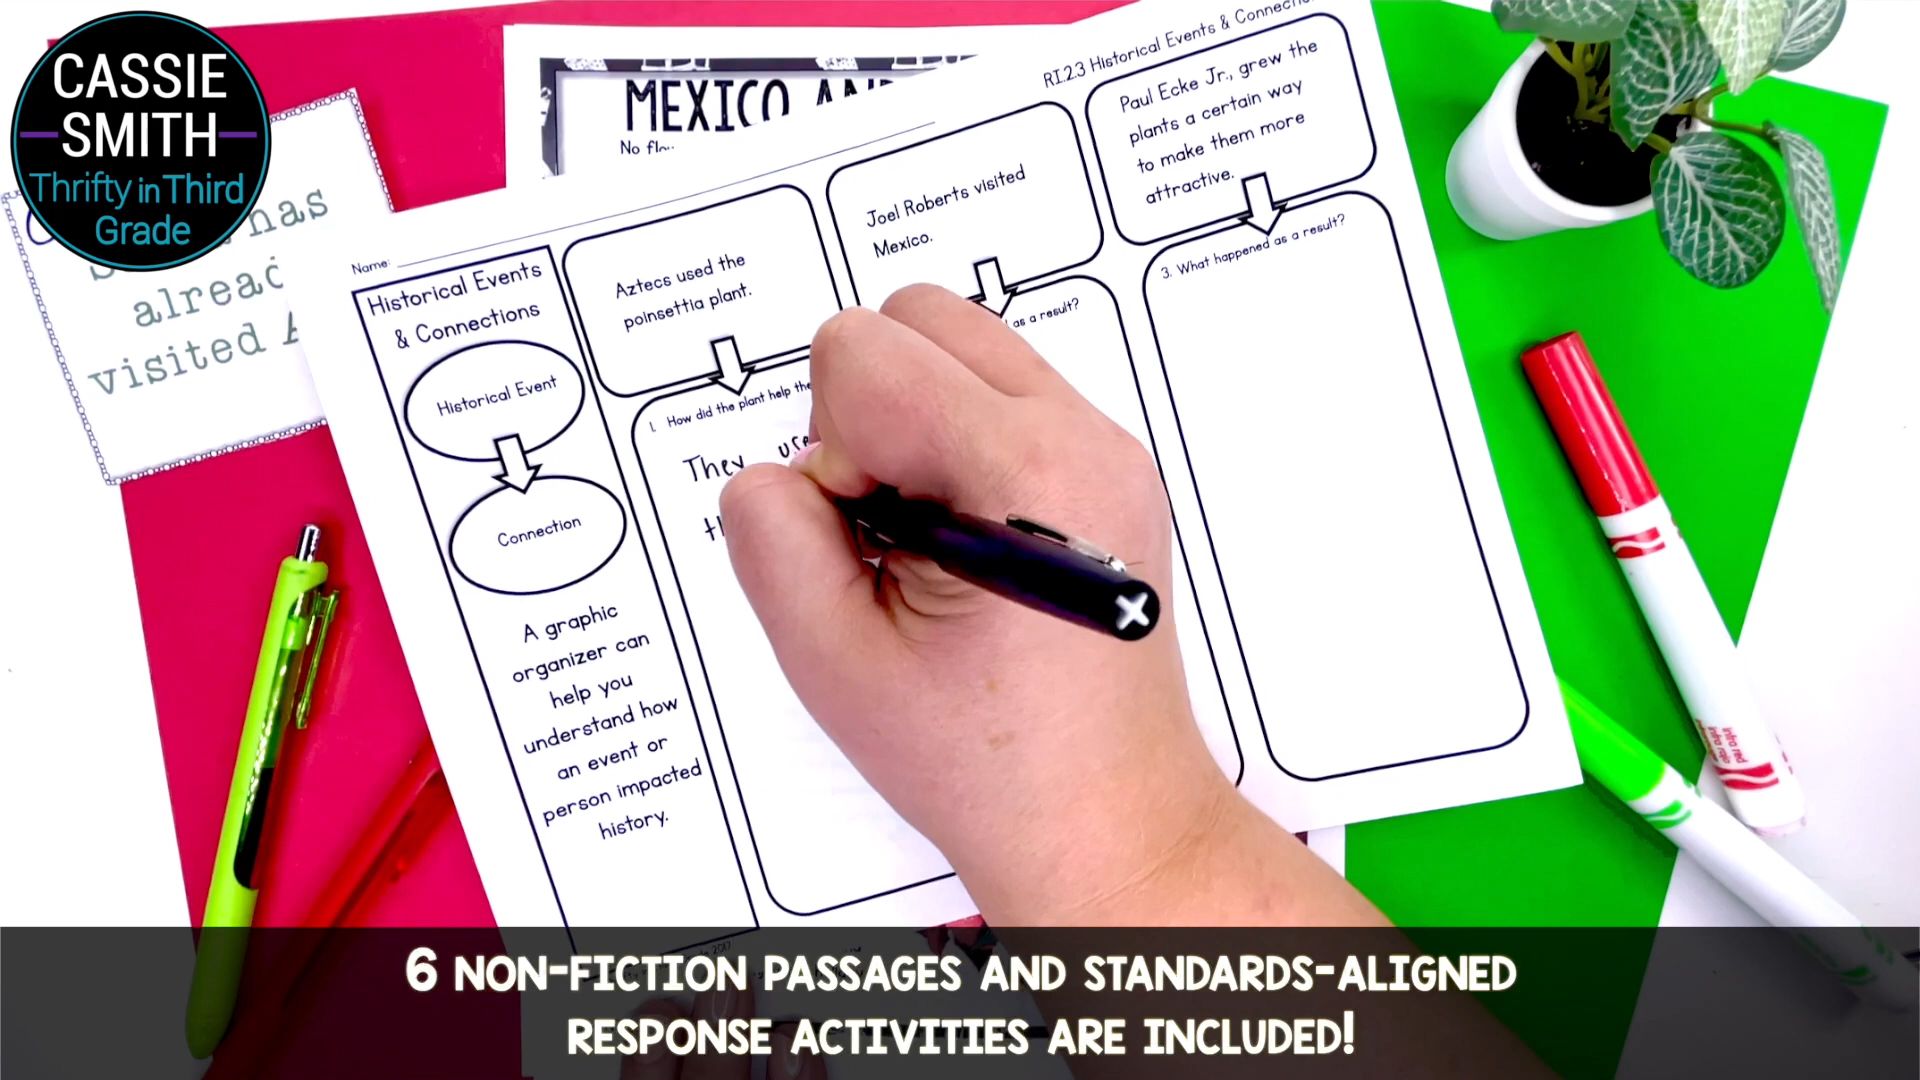 CASSIE
SMITH
Thrifty in Third
Grade
has
visited
MEXICO AND
No
RI.2.3 Historical Events &
Name:
Historical Events
& Connections
Historical Event
Connection
A graphic
organizer can
help you
understand how
an event or
person impacted
history.
Aztecs used the
poinsettia plant.
1. How did the plant help the
They
Joel Roberts visited
Mexico.
as a result?
Paul Ecke Jr., grew the
plants a certain way
to make them more
attractive.
3. What happened as a result?
6 NON-FICTION PASSAGES AND STANDARDS-ALIGNED
RESPONSE ACTIVITIES ARE INCLUDED!